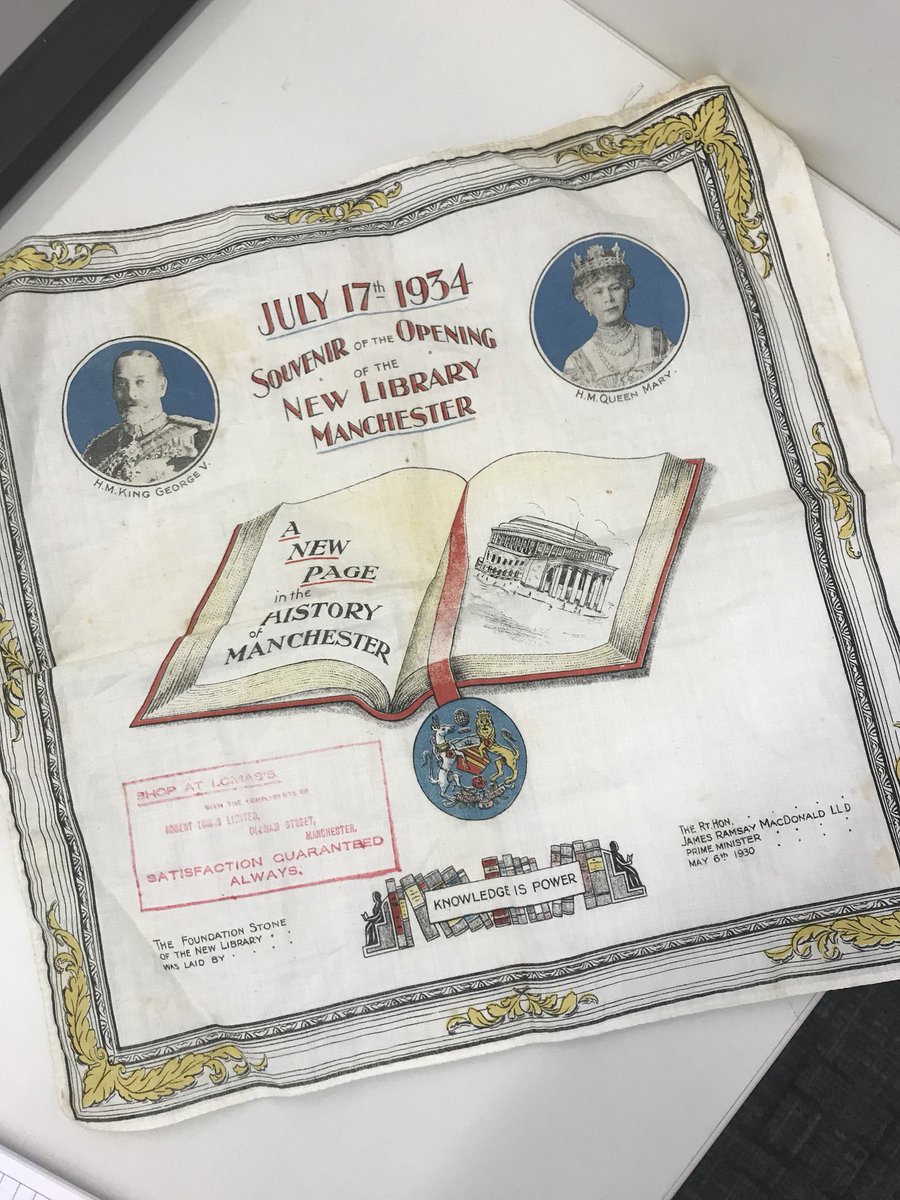 JULY 17th 1934
SOUVENIR OF THE OPENING
OF THE
NEW LIBRARY
MANCHESTER
H.M. KING GEORGE V.
H.M. QUEEN MARY.
A
NEW
PAGE
in the
HISTORY
of
MANCHESTER
SHOP AT LOMAS'S
WITH THE COMPLIMENTS OF
ROBERT LOMAS LIMITED,
OLDHAM STREET,
MANCHESTER.
SATISFACTION GUARANTEED
ALWAYS.
KNOWLEDGE IS POWER
THE FOUNDATION STONE
OF THE NEW LIBRARY . .
WAS LAID BY . . . .
THE RT. HON. . . . . .
JAMES RAMSAY MACDONALD LL.D
PRIME MINISTER . . . .
MAY 6TH 1930 . . . .